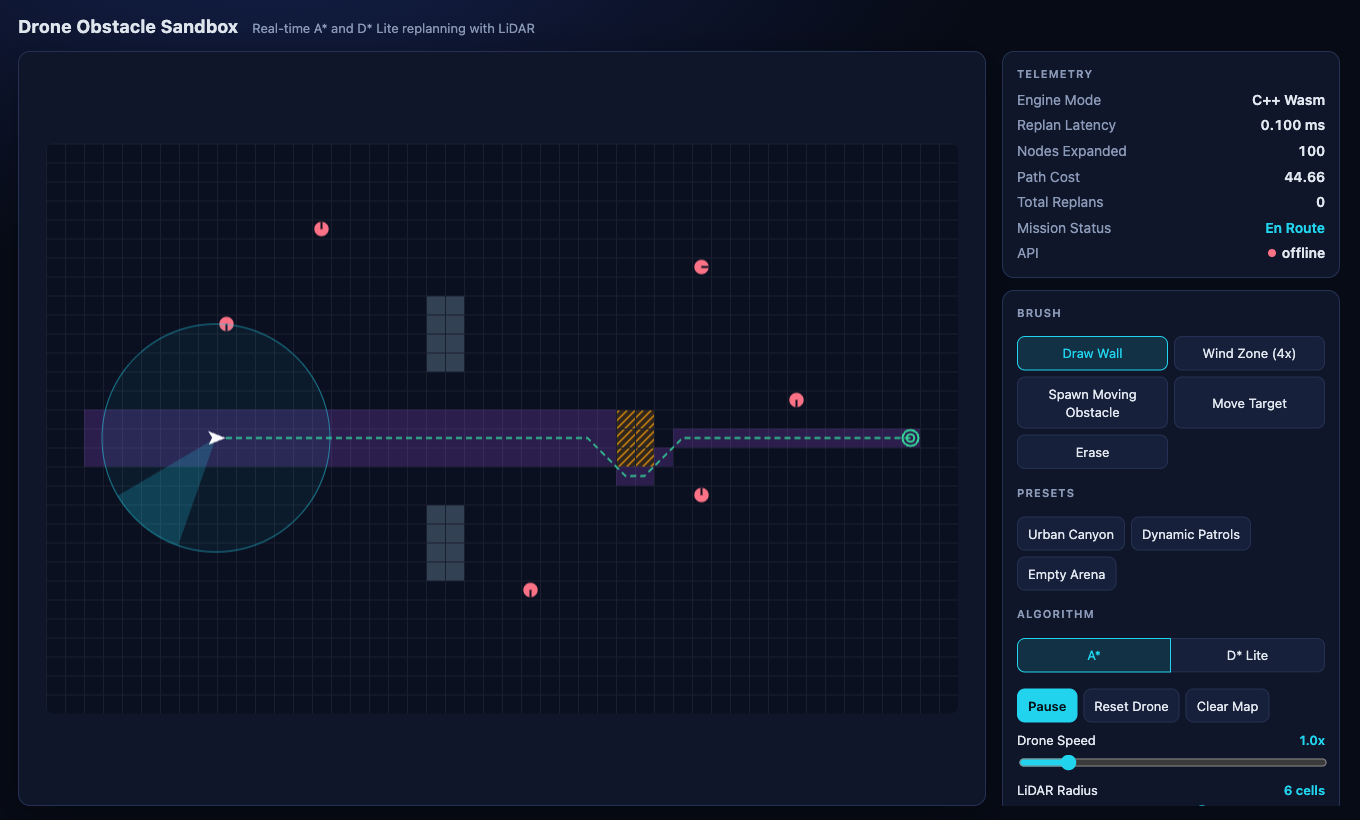 Drone Obstacle Sandbox Real-time A* and D* Lite replanning with LiDAR
TELEMETRY
Engine Mode C++ Wasm
Replan Latency 0.100 ms
Nodes Expanded 100
Path Cost 44.66
Total Replans 0
Mission Status En Route
API offline
BRUSH
Draw Wall Wind Zone (4x)
Spawn Moving
Obstacle
Move Target
Erase
PRESETS
Urban Canyon Dynamic Patrols
Empty Arena
ALGORITHM
A* D* Lite
Pause Reset Drone Clear Map
Drone Speed 1.0x
LiDAR Radius 6 cells